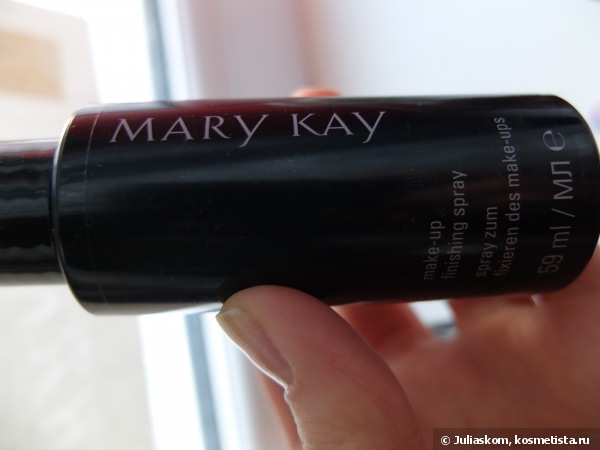 MARY KAY
make-up
finishing spray
spray zum
fixieren des make-ups
59 ml / МЛ ℮
© Juliaskom, kosmetista.ru